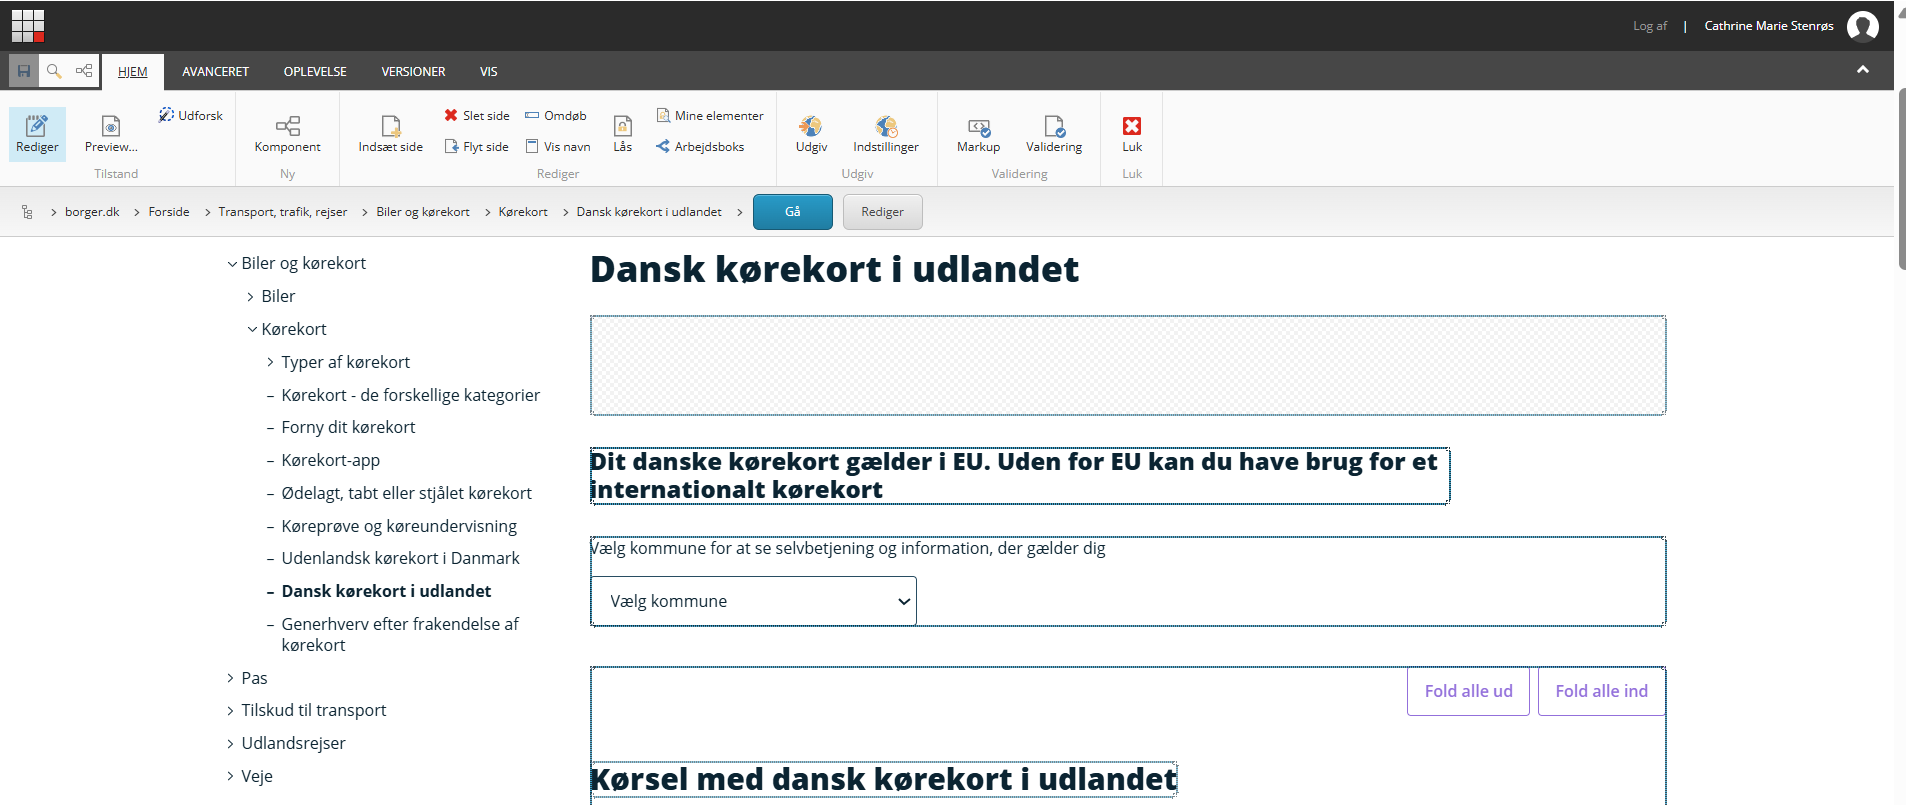 Log af | Cathrine Marie Stenrøs
HJEM AVANCERET OPLEVELSE VERSIONER VIS
Rediger
Preview...
Udforsk
Tilstand
Komponent
Ny
Indsæt side
Slet side
Flyt side
Omdøb
Vis navn
Lås
Mine elementer
Arbejdsboks
Rediger
Udgiv
Indstillinger
Udgiv
Markup
Validering
Validering
Luk
Luk
borger.dk > Forside > Transport, trafik, rejser > Biler og kørekort > Kørekort > Dansk kørekort i udlandet > Gå Rediger
Biler og kørekort
Biler
Kørekort
Typer af kørekort
– Kørekort - de forskellige kategorier
– Forny dit kørekort
– Kørekort-app
– Ødelagt, tabt eller stjålet kørekort
– Køreprøve og køreundervisning
– Udenlandsk kørekort i Danmark
– Dansk kørekort i udlandet
– Generhverv efter frakendelse af
kørekort
Pas
Tilskud til transport
Udlandsrejser
Veje
Dansk kørekort i udlandet
Dit danske kørekort gælder i EU. Uden for EU kan du have brug for et
internationalt kørekort
Vælg kommune for at se selvbetjening og information, der gælder dig
Vælg kommune
Fold alle ud Fold alle ind
Kørsel med dansk kørekort i udlandet